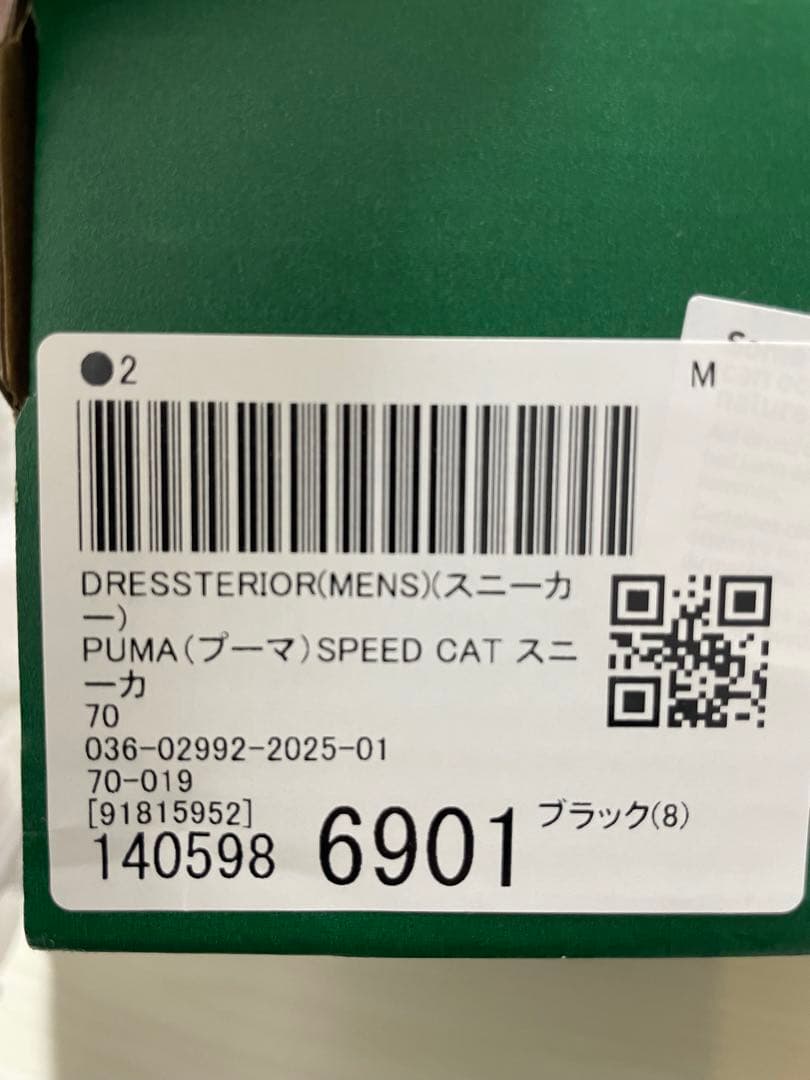 ●2
M
DRESSTERIOR(MENS)(スニーカ
ー)
PUMA(プーマ)SPEED CAT スニ
ーカ
70
036-02992-2025-01
70-019
[91815952]
140598 6901 ブラック(8)